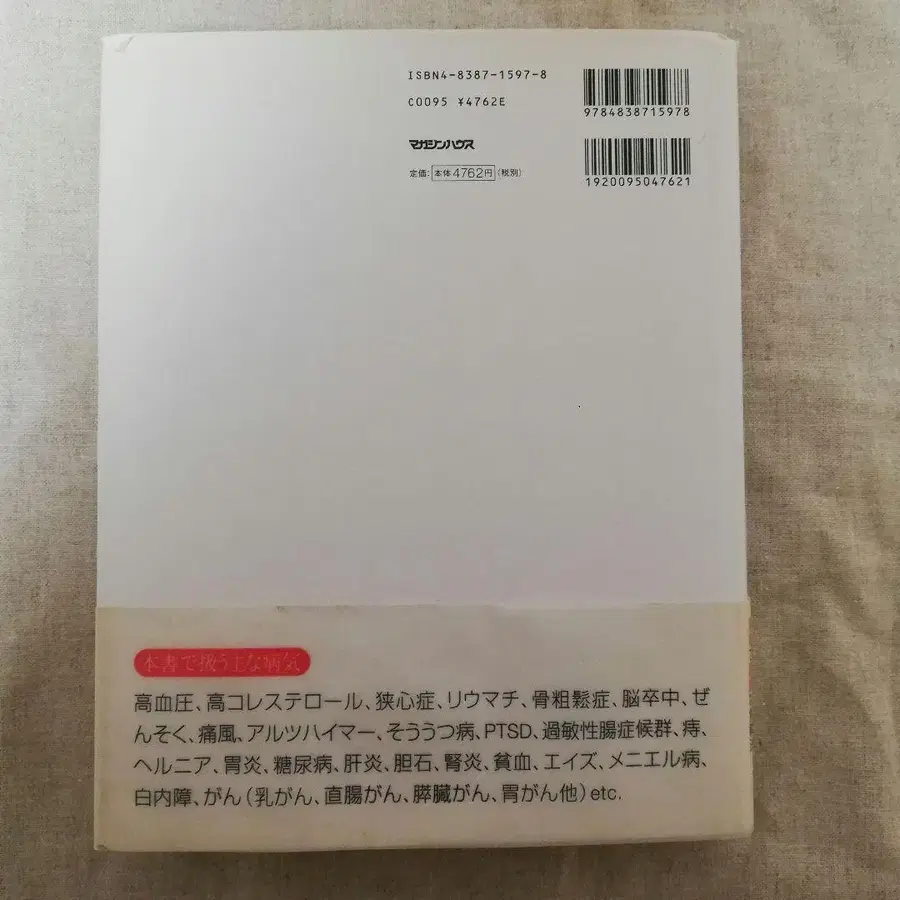 ISBN4-8387-1597-8
C0095 ¥4762E
9784838715978
マガジンハウス
定価:本体4762円(税別)
1920095047621
本書で扱う主な病気
高血圧、高コレステロール、狭心症、リウマチ、骨粗鬆症、脳卒中、ぜ
んそく、痛風、アルツハイマー、そううつ病、PTSD、過敏性腸症候群、痔、
ヘルニア、胃炎、糖尿病、肝炎、胆石、腎炎、貧血、エイズ、メニエル病、
白内障、がん(乳がん、直腸がん、膵臓がん、胃がん他)etc.